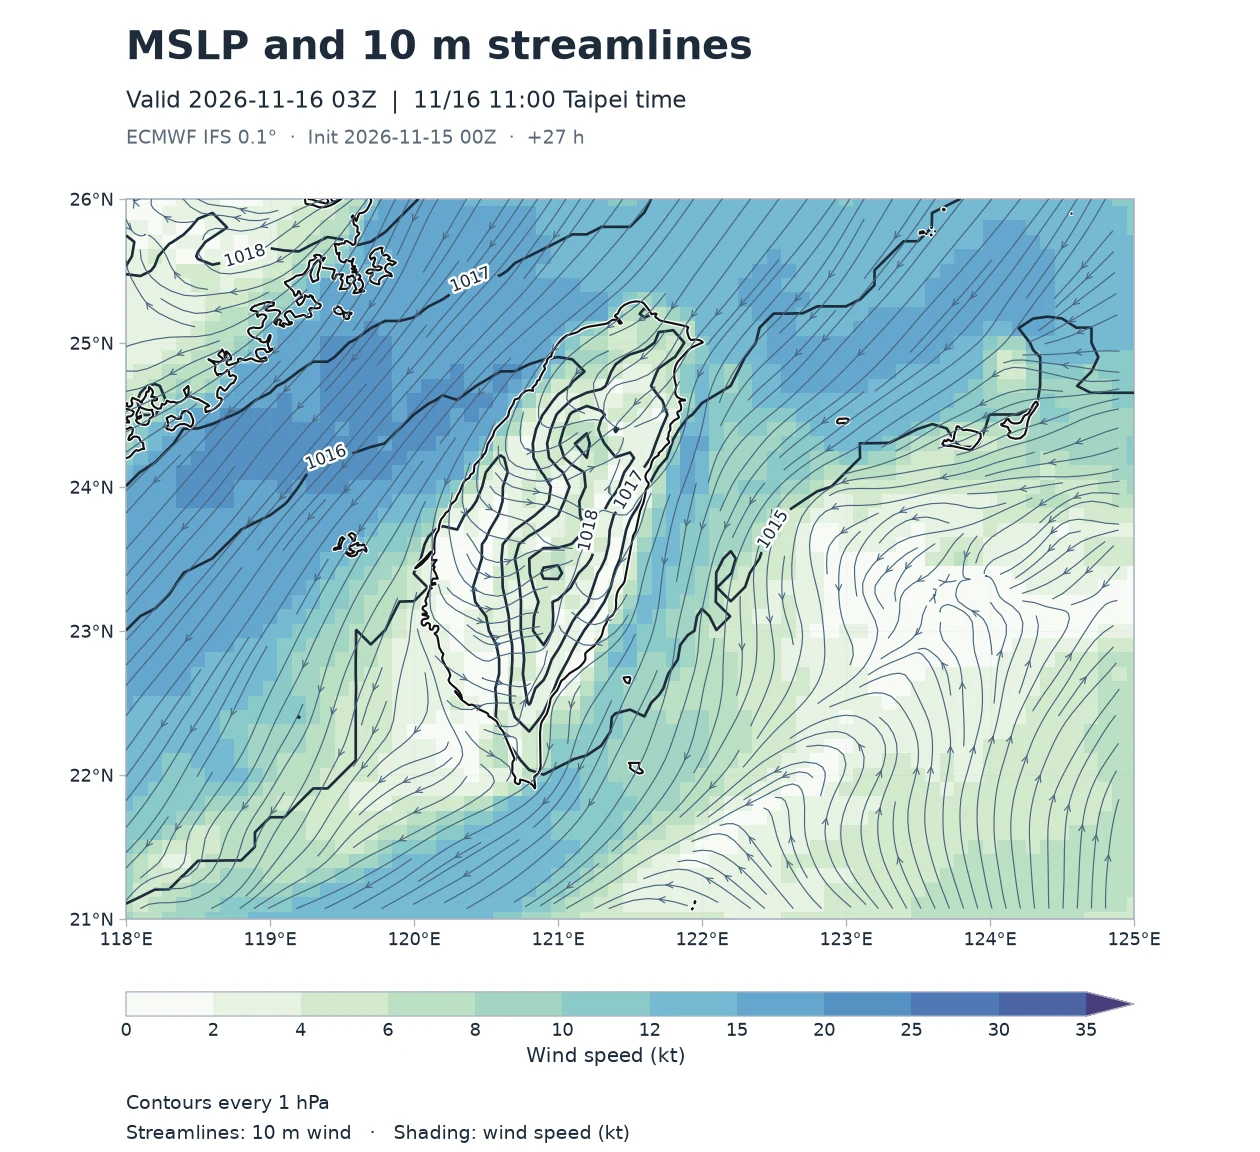 MSLP and 10 m streamlines
Valid 2026-11-16 03Z | 11/16 11:00 Taipei time
ECMWF IFS 0.1° · Init 2026-11-15 00Z · +27 h
26°N
1018
1017
25°N
1016
24°N
1017
1018
1015
23°N
22°N
21°N
118°E 119°E 120°E 121°E 122°E 123°E 124°E 125°E
0 2 4 6 8 10 12 15 20 25 30 35
Wind speed (kt)
Contours every 1 hPa
Streamlines: 10 m wind · Shading: wind speed (kt)